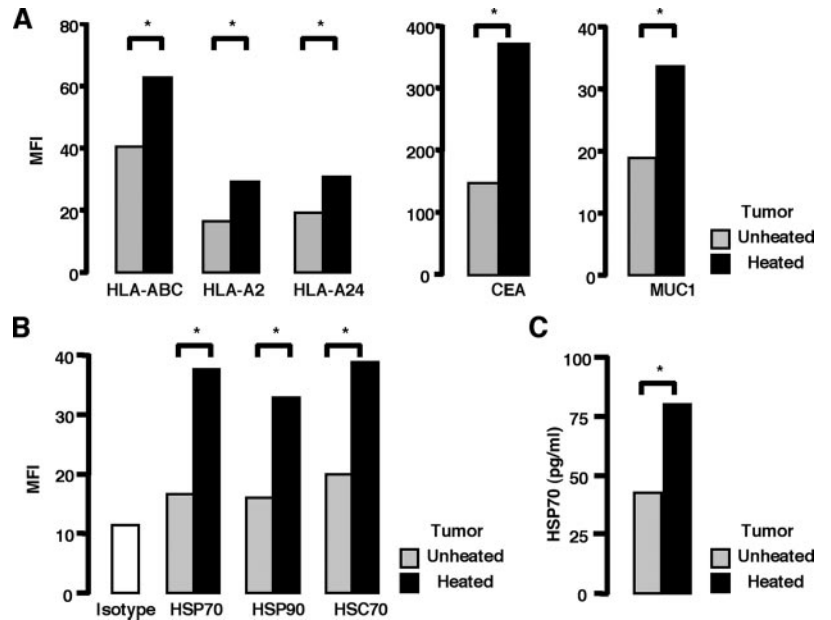 A
* * * * *
80
60
40
20
0
MFI
HLA-ABC HLA-A2 HLA-A24
400
300
200
100
0
CEA
40
30
20
10
0
MUC1
Tumor
Unheated
Heated
B
* * *
40
30
20
10
0
MFI
Isotype HSP70 HSP90 HSC70
Tumor
Unheated
Heated
C
*
100
75
50
25
0
HSP70 (pg/ml)
Tumor
Unheated
Heated